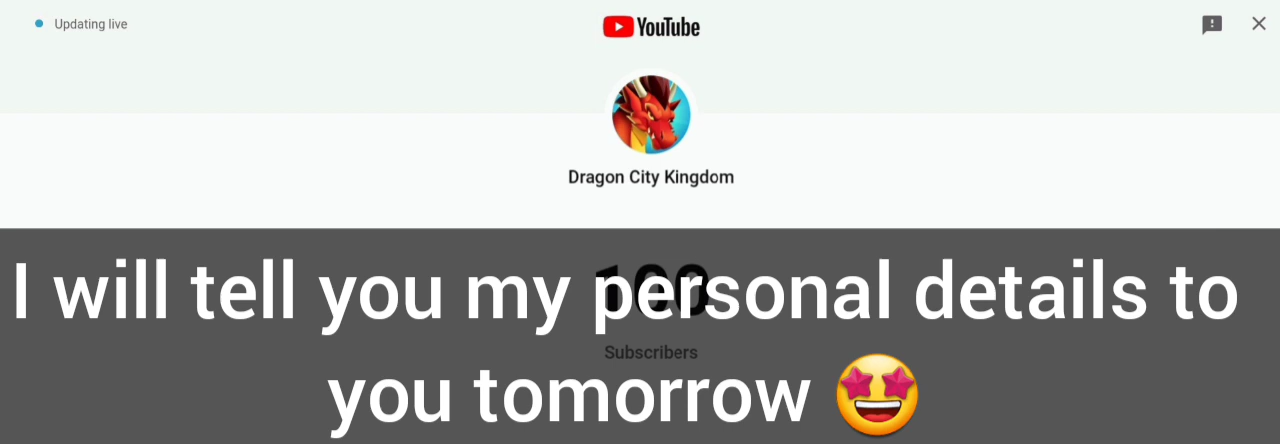 Updating live
YouTube
Dragon City Kingdom
I will tell you my personal details to
Subscribers
you tomorrow 🤩